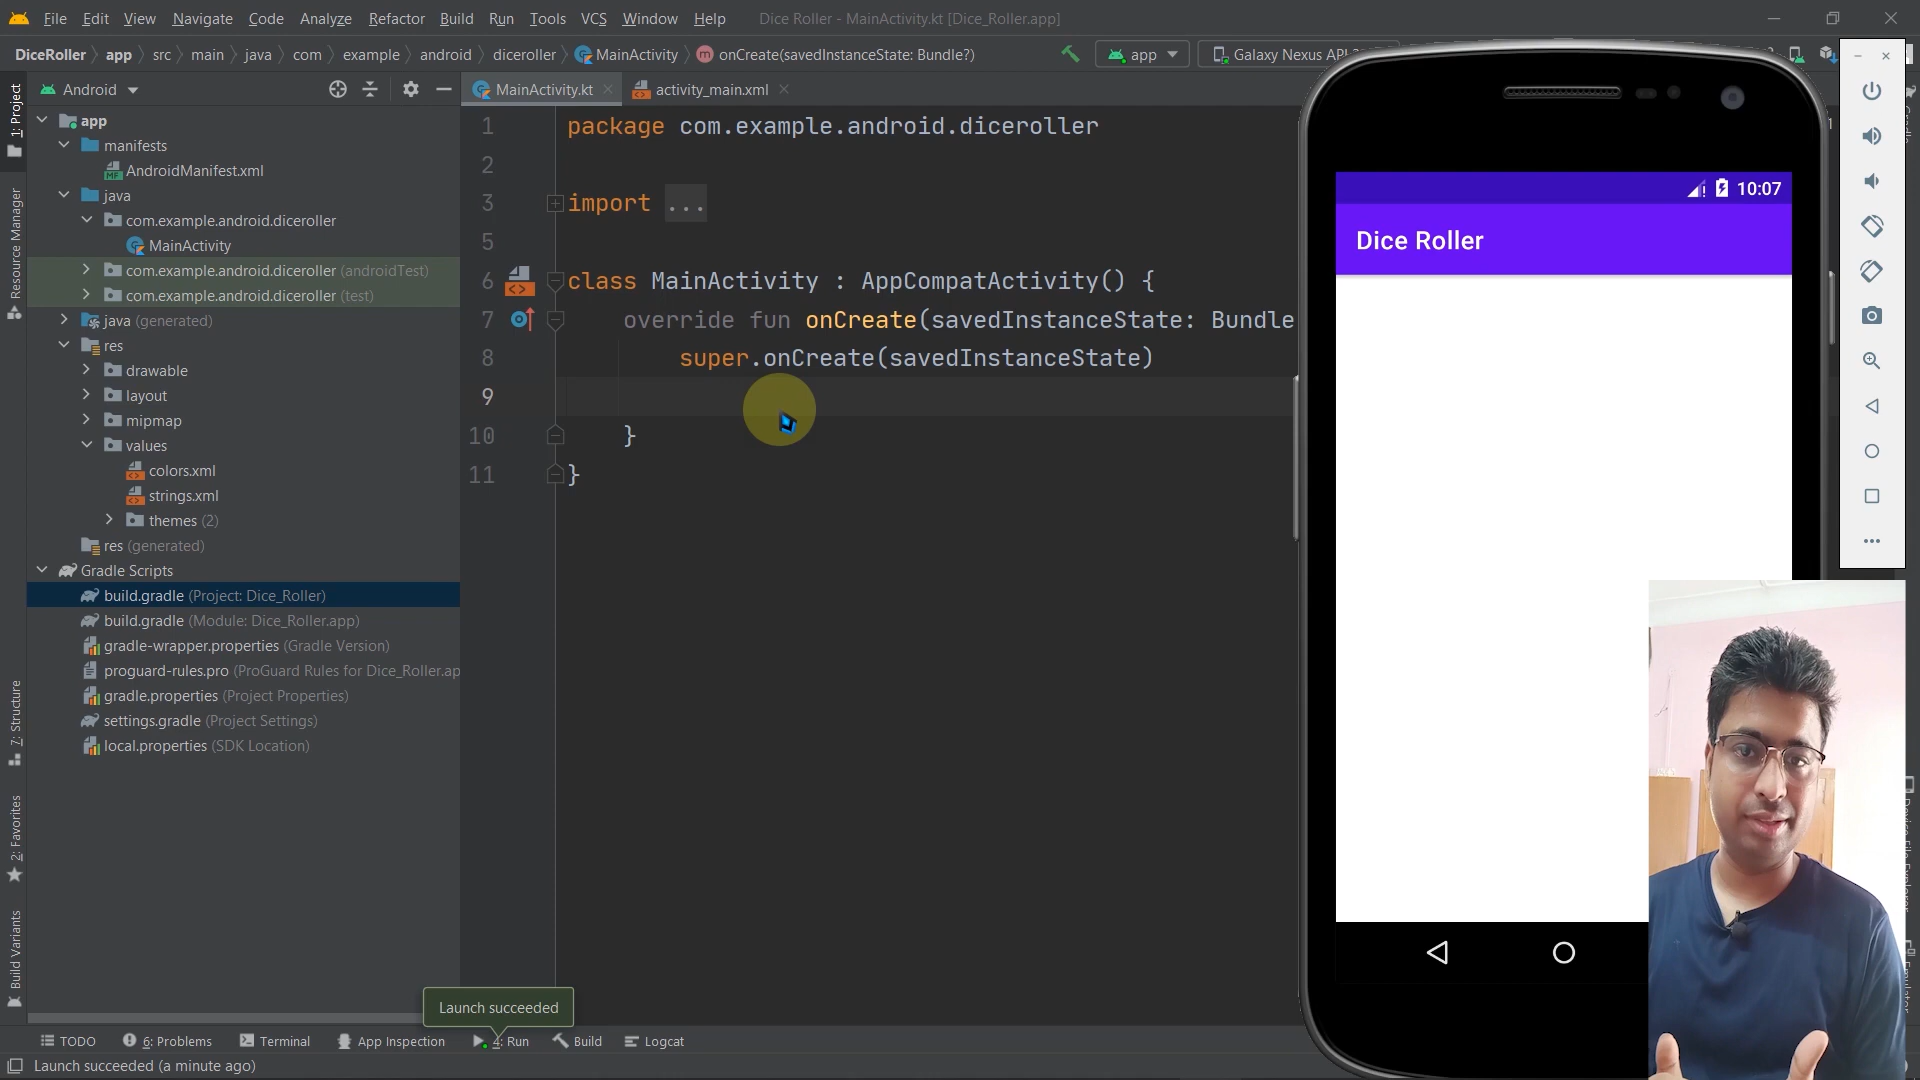 File Edit View Navigate Code Analyze Refactor Build Run Tools VCS Window Help Dice Roller - MainActivity.kt [Dice_Roller.app]
DiceRoller app src main java com example android diceroller MainActivity onCreate(savedInstanceState: Bundle?) app Galaxy Nexus API
Android
MainActivity.kt activity_main.xml
1: Project
Resource Manager
7: Structure
2: Favorites
Build Variants
app
manifests
AndroidManifest.xml
java
com.example.android.diceroller
MainActivity
com.example.android.diceroller (androidTest)
com.example.android.diceroller (test)
java (generated)
res
drawable
layout
mipmap
values
colors.xml
strings.xml
themes (2)
res (generated)
Gradle Scripts
build.gradle (Project: Dice_Roller)
build.gradle (Module: Dice_Roller.app)
gradle-wrapper.properties (Gradle Version)
proguard-rules.pro (ProGuard Rules for Dice_Roller.ap
gradle.properties (Project Properties)
settings.gradle (Project Settings)
local.properties (SDK Location)
1 package com.example.android.diceroller
2
3 import ...
5
6 class MainActivity : AppCompatActivity() {
7 override fun onCreate(savedInstanceState: Bundle
8 super.onCreate(savedInstanceState)
9
10 }
11 }
10:07
Dice Roller
Launch succeeded
TODO 6: Problems Terminal App Inspection 4: Run Build Logcat
Launch succeeded (a minute ago)